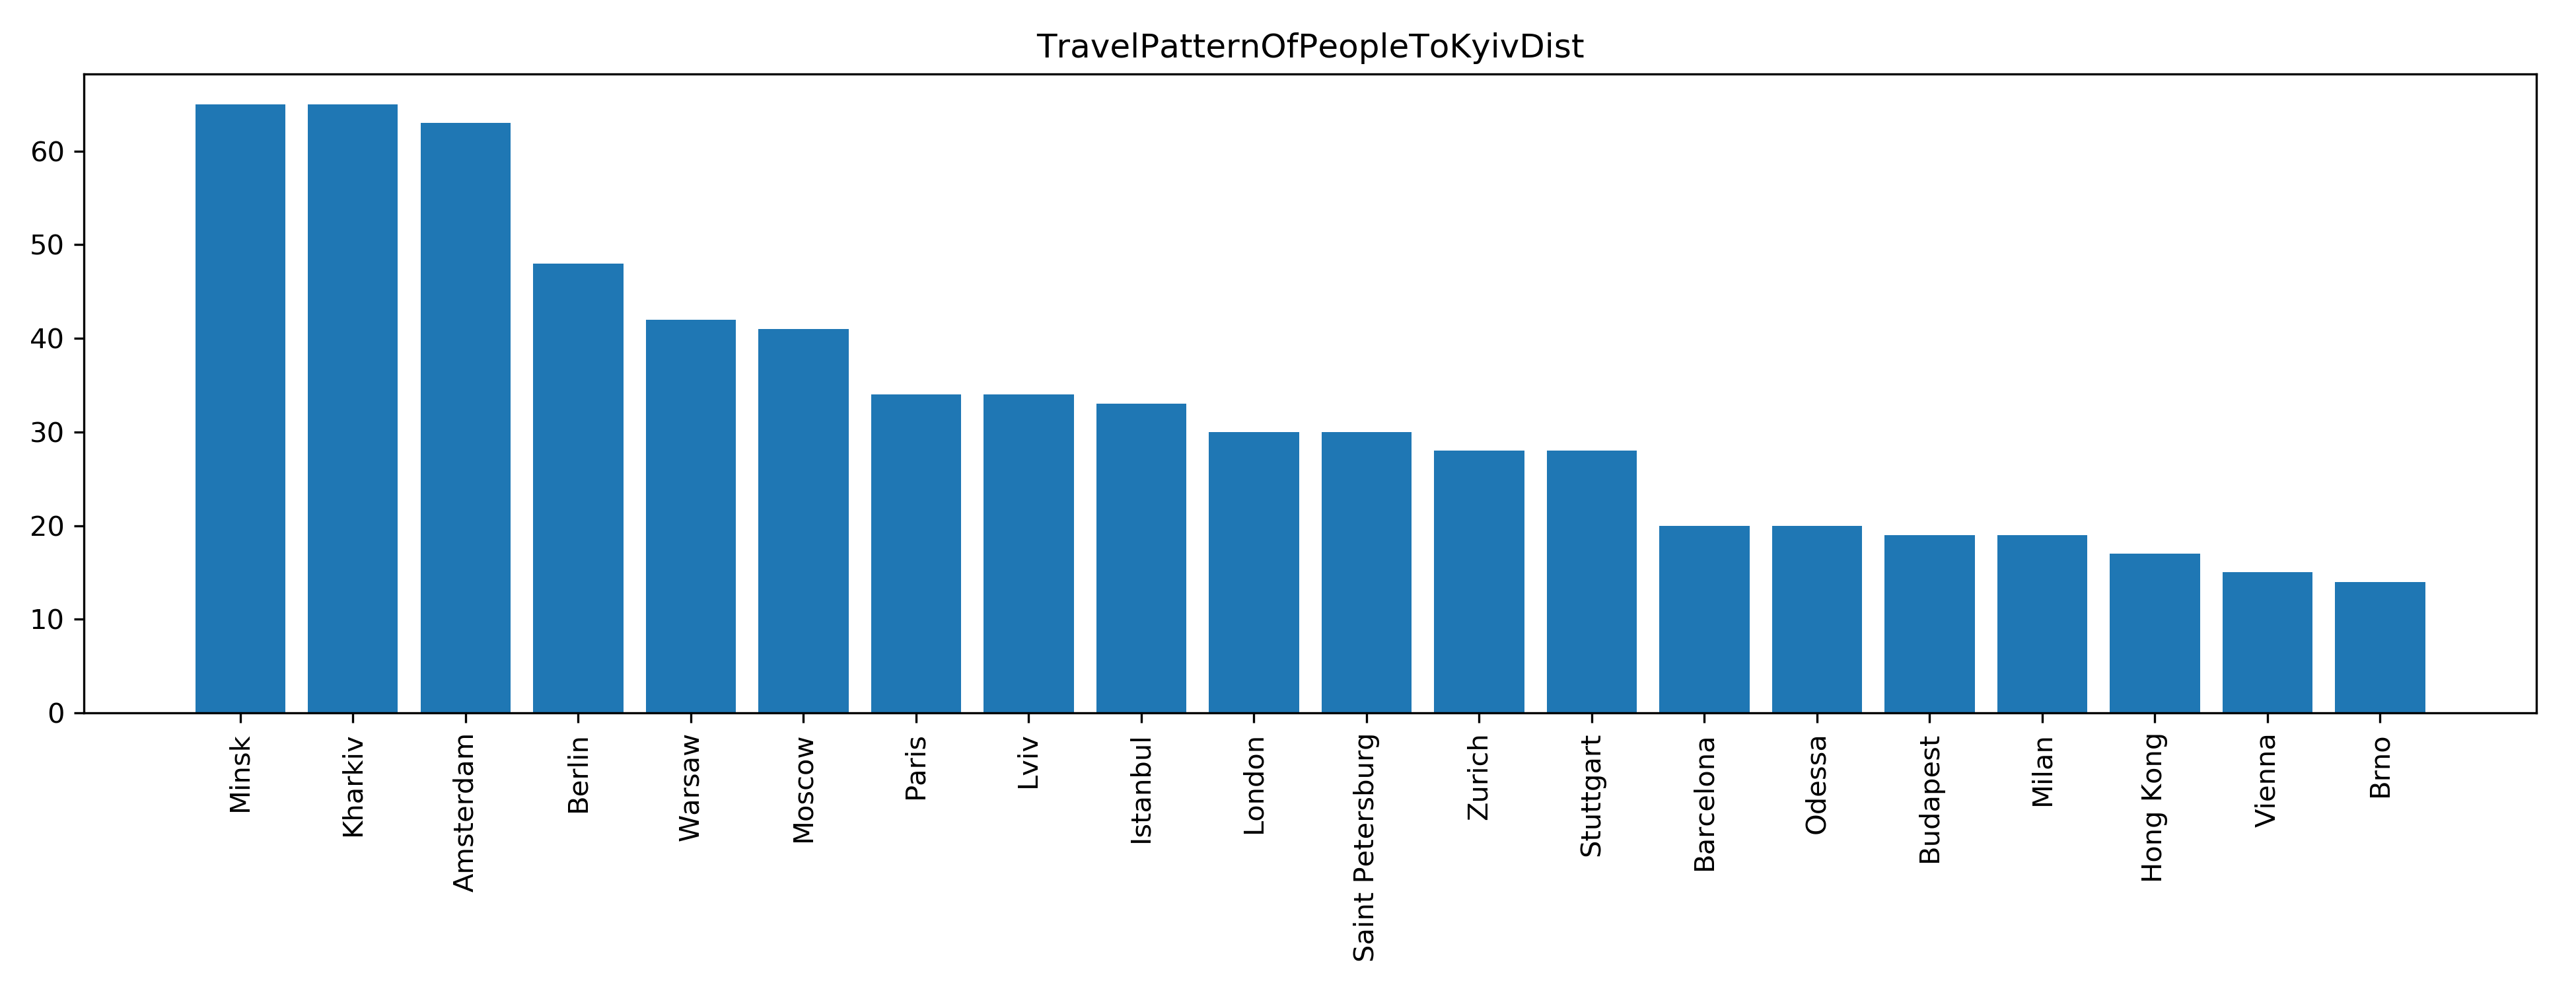 TravelPatternOfPeopleToKyivDist
60
50
40
30
20
10
0
Minsk
Kharkiv
Amsterdam
Berlin
Warsaw
Moscow
Paris
Lviv
Istanbul
London
Saint Petersburg
Zurich
Stuttgart
Barcelona
Odessa
Budapest
Milan
Hong Kong
Vienna
Brno